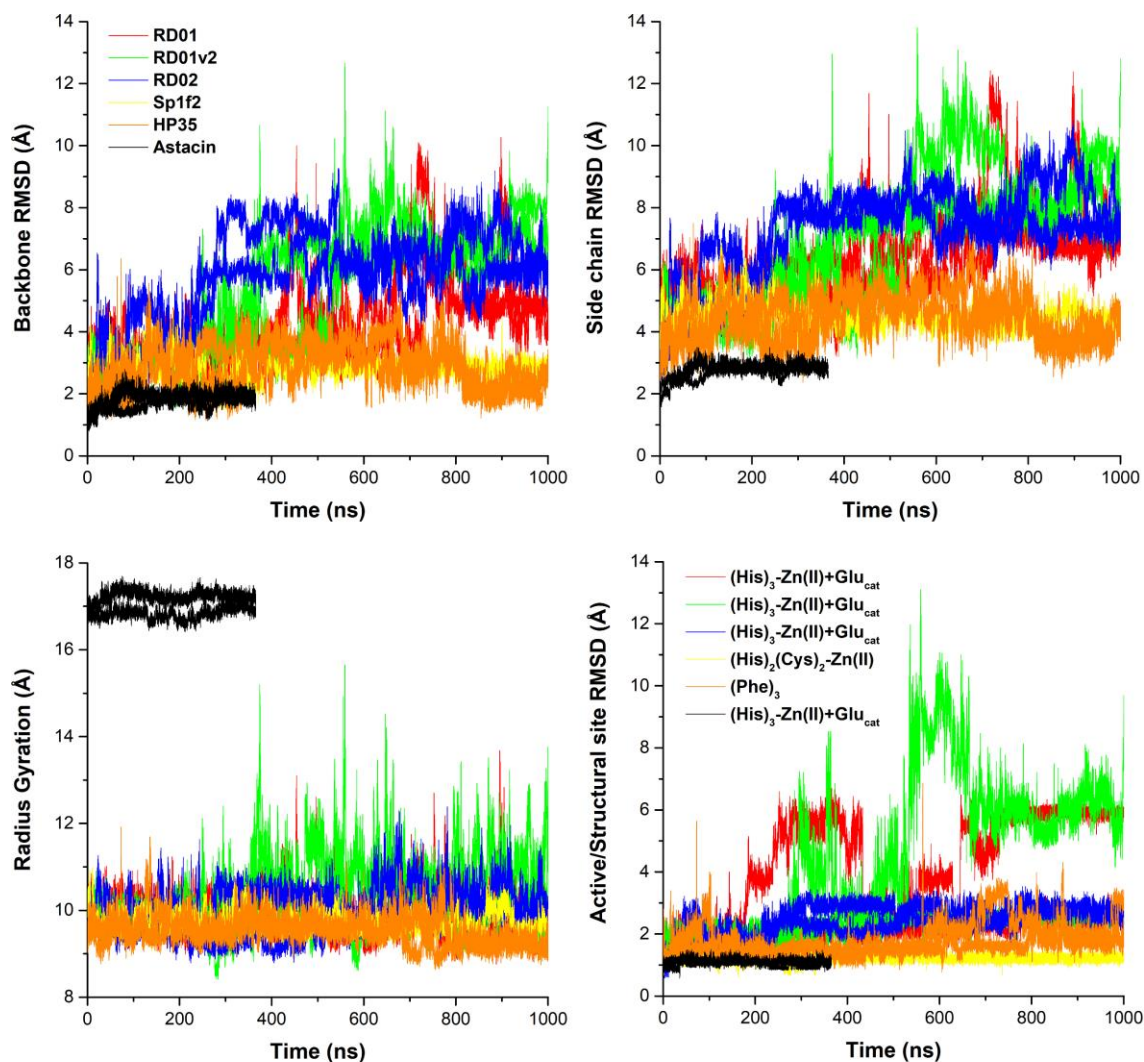 14
12
10
8
6
4
2
0
Backbone RMSD (Å)
RD01
RD01v2
RD02
Sp1f2
HP35
Astacin
0 200 400 600 800 1000
Time (ns)
14
12
10
8
6
4
2
0
Side chain RMSD (Å)
0 200 400 600 800 1000
Time (ns)
18
16
14
12
10
8
Radius Gyration (Å)
0 200 400 600 800 1000
Time (ns)
14
12
10
8
6
4
2
0
Active/Structural site RMSD (Å)
(His)₃-Zn(II)+Glu_cat
(His)₃-Zn(II)+Glu_cat
(His)₃-Zn(II)+Glu_cat
(His)₂(Cys)₂-Zn(II)
(Phe)₃
(His)₃-Zn(II)+Glu_cat
0 200 400 600 800 1000
Time (ns)